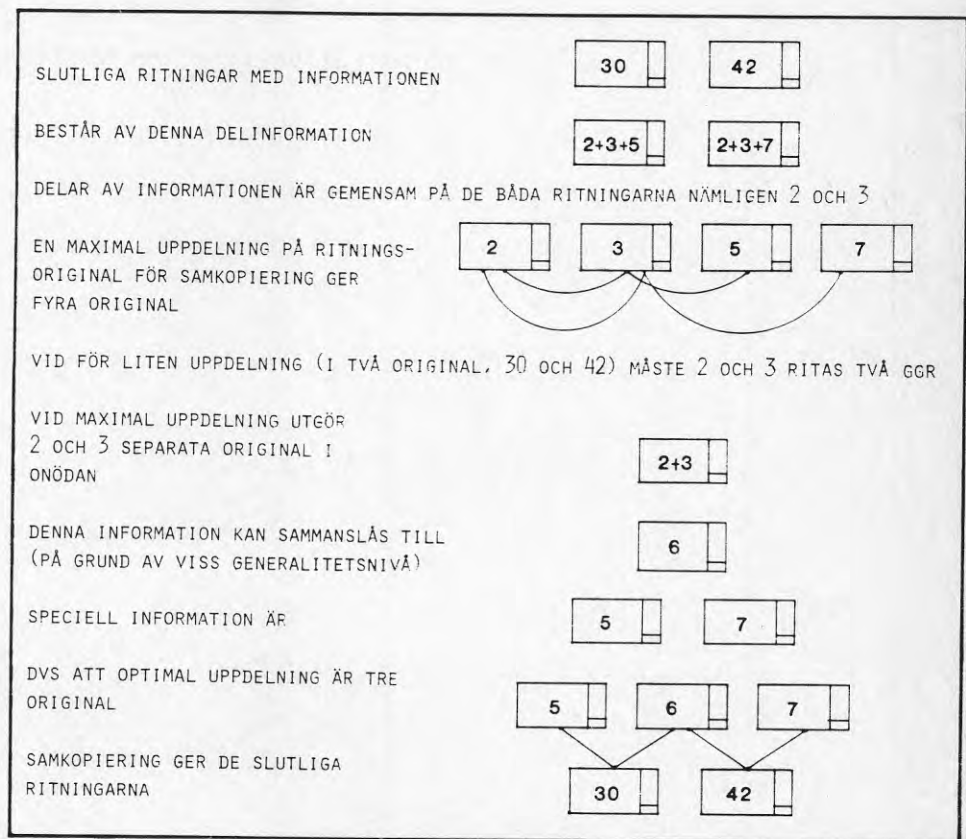 30 42
SLUTLIGA RITNINGAR MED INFORMATIONEN
BESTÅR AV DENNA DELINFORMATION
2+3+5 2+3+7
DELAR AV INFORMATIONEN ÄR GEMENSAM PÅ DE BÅDA RITNINGARNA NÄMLIGEN 2 OCH 3
EN MAXIMAL UPPDELNING PÅ RITNINGS-
ORIGINAL FÖR SAMKOPIERING GER
FYRA ORIGINAL
2 3 5 7
VID FÖR LITEN UPPDELNING (I TVÅ ORIGINAL, 30 OCH 42) MÅSTE 2 OCH 3 RITAS TVÅ GGR
VID MAXIMAL UPPDELNING UTGÖR
2 OCH 3 SEPARATA ORIGINAL I
ONÖDAN
2+3
DENNA INFORMATION KAN SAMMANSLÅS TILL
(PÅ GRUND AV VISS GENERALITETSNIVÅ)
6
SPECIELL INFORMATION ÄR
5 7
DVS ATT OPTIMAL UPPDELNING ÄR TRE
ORIGINAL
5 6 7
SAMKOPIERING GER DE SLUTLIGA
RITNINGARNA
30 42